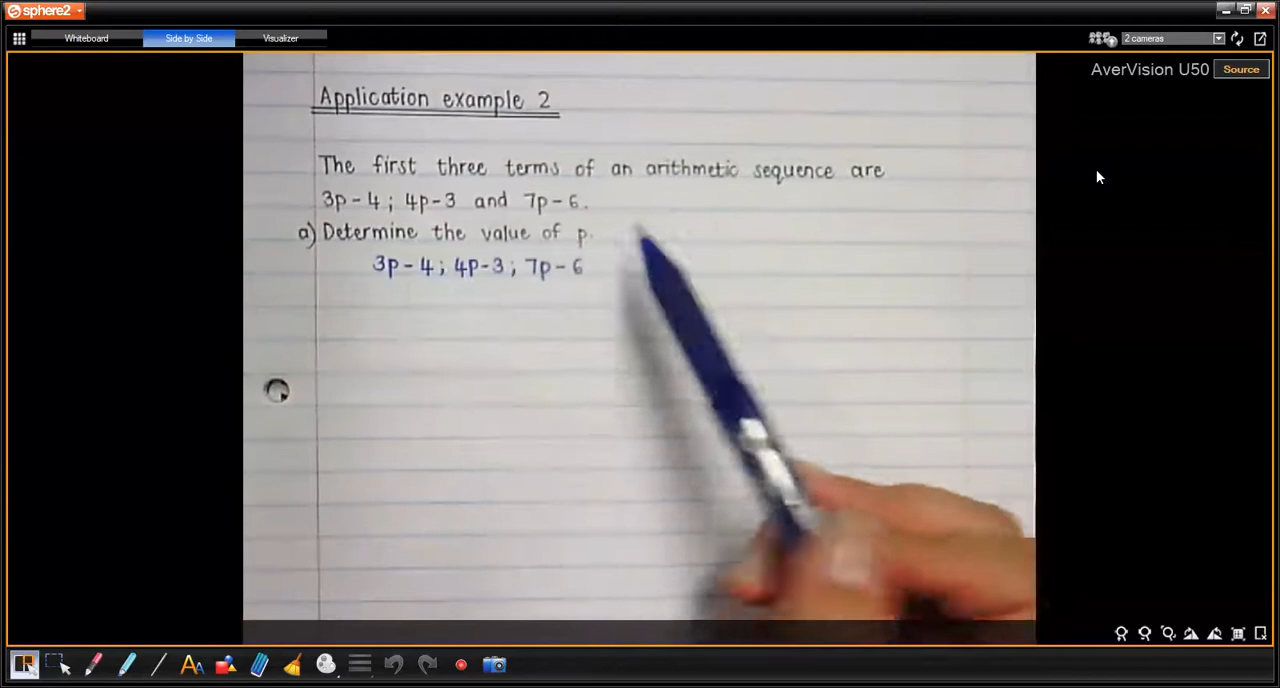 sphere2
Whiteboard
Side by Side
Visualizer
2 cameras
AverVision U50
Source
Application example 2
The first three terms of an arithmetic sequence are
3p - 4 ; 4p - 3 and 7p - 6.
a) Determine the value of p.
3p - 4 ; 4p - 3 ; 7p - 6